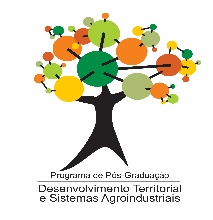 Programa de Pós-Graduação
Desenvolvimento Territorial
e Sistemas Agroindustriais